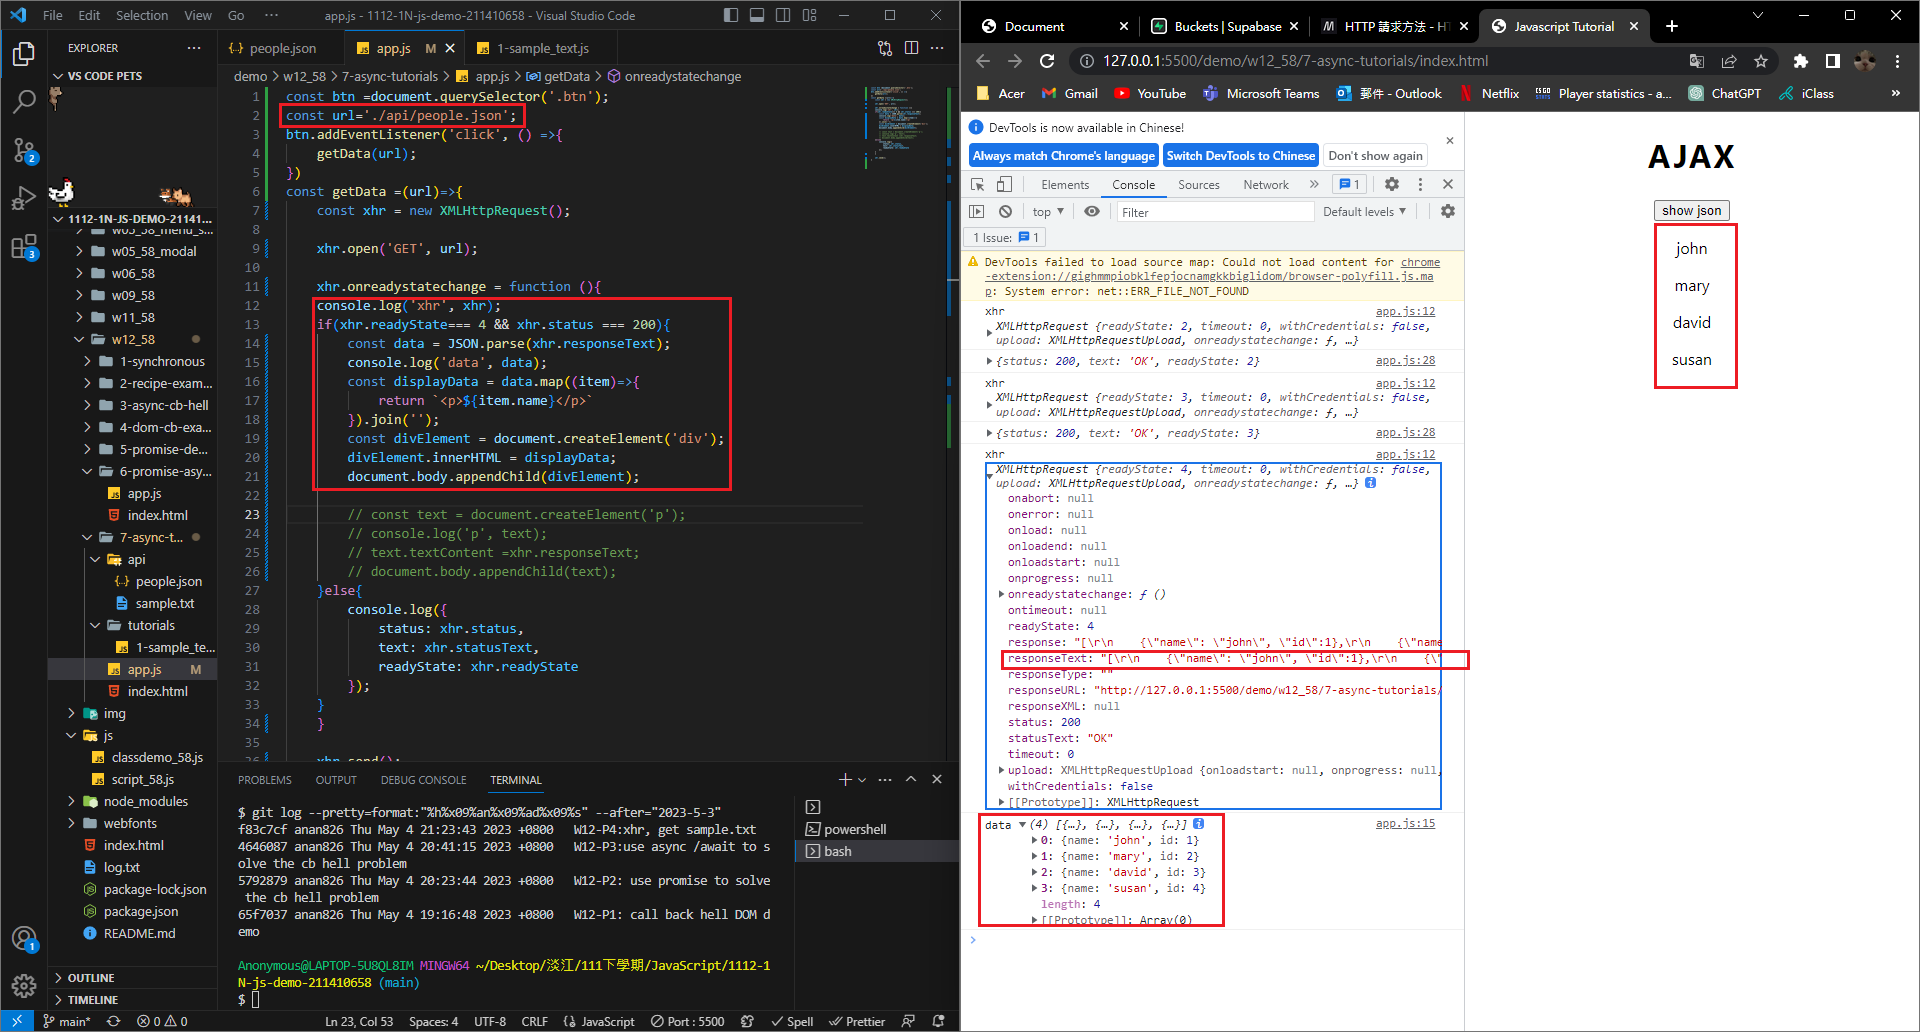 File Edit Selection View Go ··· app.js - 1112-1N-js-demo-211410658 - Visual Studio Code
EXPLORER ···
VS CODE PETS
1112-1N-JS-DEMO-21141...
w05_58_menu_s...
w05_58_modal
w06_58
w09_58
w11_58
w12_58
1-synchronous
2-recipe-exam...
3-async-cb-hell
4-dom-cb-exa...
5-promise-de...
6-promise-asy...
app.js
index.html
7-async-t...
api
people.json
sample.txt
tutorials
1-sample_te...
app.js M
index.html
img
js
classdemo_58.js
script_58.js
node_modules
webfonts
index.html
log.txt
package-lock.json
package.json
README.md
OUTLINE
TIMELINE
2
3
1
people.json app.js M 1-sample_text.js
demo > w12_58 > 7-async-tutorials > app.js > getData > onreadystatechange
1 const btn =document.querySelector('.btn');
2 const url='./api/people.json';
3 btn.addEventListener('click', () =>{
4 getData(url);
5 })
6 const getData =(url)=>{
7 const xhr = new XMLHttpRequest();
8
9 xhr.open('GET', url);
10
11 xhr.onreadystatechange = function (){
12 console.log('xhr', xhr);
13 if(xhr.readyState=== 4 && xhr.status === 200){
14 const data = JSON.parse(xhr.responseText);
15 console.log('data', data);
16 const displayData = data.map((item)=>{
17 return `<p>${item.name}</p>`
18 }).join('');
19 const divElement = document.createElement('div');
20 divElement.innerHTML = displayData;
21 document.body.appendChild(divElement);
22
23 // const text = document.createElement('p');
24 // console.log('p', text);
25 // text.textContent =xhr.responseText;
26 // document.body.appendChild(text);
27 }else{
28 console.log({
29 status: xhr.status,
30 text: xhr.statusText,
31 readyState: xhr.readyState
32 });
33 }
34 }
35
36 xhr.send();
PROBLEMS OUTPUT DEBUG CONSOLE TERMINAL
$ git log --pretty=format:"%h%x09%an%x09%ad%x09%s" --after="2023-5-3"
f83c7cf anan826 Thu May 4 21:23:43 2023 +0800 W12-P4:xhr, get sample.txt
4646087 anan826 Thu May 4 20:41:15 2023 +0800 W12-P3:use async /await to s
olve the cb hell problem
5792879 anan826 Thu May 4 20:23:44 2023 +0800 W12-P2: use promise to solve
the cb hell problem
65f7037 anan826 Thu May 4 19:16:48 2023 +0800 W12-P1: call back hell DOM d
emo
Anonymous@LAPTOP-5U8QL8IM MINGW64 ~/Desktop/淡江/111下學期/JavaScript/1112-1
N-js-demo-211410658 (main)
$
powershell
bash
main* 0 0 Ln 23, Col 53 Spaces: 4 UTF-8 CRLF JavaScript Port : 5500 Spell Prettier
Document Buckets | Supabase HTTP 請求方法 - HT Javascript Tutorial
127.0.0.1:5500/demo/w12_58/7-async-tutorials/index.html
Acer Gmail YouTube Microsoft Teams 郵件 - Outlook Netflix Player statistics - a... ChatGPT iClass »
DevTools is now available in Chinese!
Always match Chrome's language Switch DevTools to Chinese Don't show again
Elements Console Sources Network » 1
top Filter Default levels
1 Issue: 1
DevTools failed to load source map: Could not load content for chrome
-extension://gighmmpiobklfepjocnamgkkbiglidom/browser-polyfill.js.ma
p: System error: net::ERR_FILE_NOT_FOUND
xhr app.js:12
XMLHttpRequest {readyState: 2, timeout: 0, withCredentials: false,
upload: XMLHttpRequestUpload, onreadystatechange: ƒ, …}
{status: 200, text: 'OK', readyState: 2} app.js:28
xhr app.js:12
XMLHttpRequest {readyState: 3, timeout: 0, withCredentials: false,
upload: XMLHttpRequestUpload, onreadystatechange: ƒ, …}
{status: 200, text: 'OK', readyState: 3} app.js:28
xhr app.js:12
XMLHttpRequest {readyState: 4, timeout: 0, withCredentials: false,
upload: XMLHttpRequestUpload, onreadystatechange: ƒ, …}
onabort: null
onerror: null
onload: null
onloadend: null
onloadstart: null
onprogress: null
onreadystatechange: ƒ ()
ontimeout: null
readyState: 4
response: "[\r\n    {\"name\": \"john\", \"id\":1},\r\n    {\"name
responseText: "[\r\n    {\"name\": \"john\", \"id\":1},\r\n    {\"
responseType: ""
responseURL: "http://127.0.0.1:5500/demo/w12_58/7-async-tutorials/
responseXML: null
status: 200
statusText: "OK"
timeout: 0
upload: XMLHttpRequestUpload {onloadstart: null, onprogress: null,
withCredentials: false
[[Prototype]]: XMLHttpRequest
data (4) [{…}, {…}, {…}, {…}] app.js:15
0: {name: 'john', id: 1}
1: {name: 'mary', id: 2}
2: {name: 'david', id: 3}
3: {name: 'susan', id: 4}
length: 4
[[Prototype]]: Array(0)
AJAX
show json
john
mary
david
susan